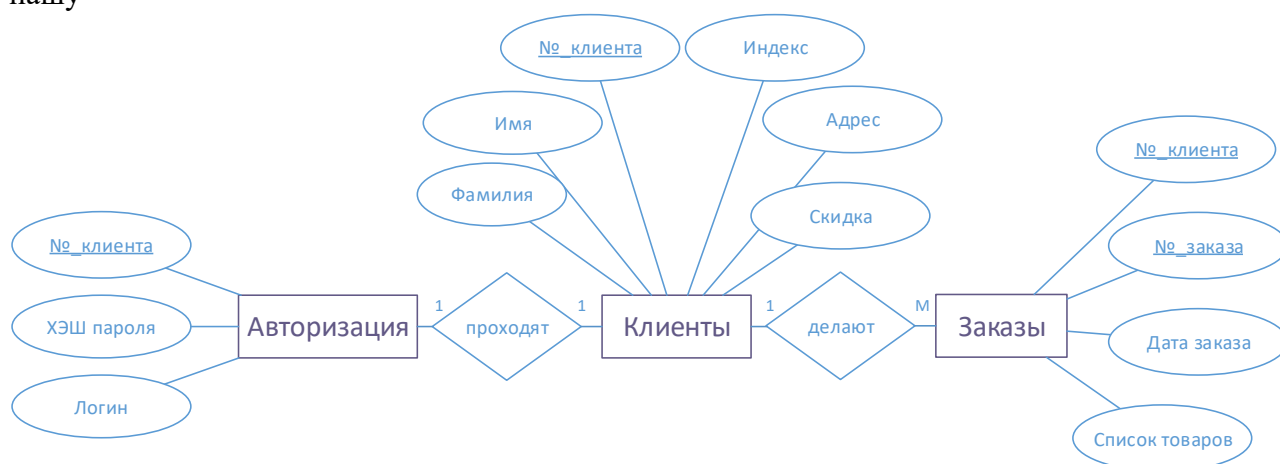 нашу
№_клиента
Индекс
Имя
Адрес
№_клиента
Фамилия
Скидка
№_клиента
№_заказа
Авторизация
1
проходят
1
Клиенты
1
делают
М
Заказы
ХЭШ пароля
Дата заказа
Логин
Список товаров